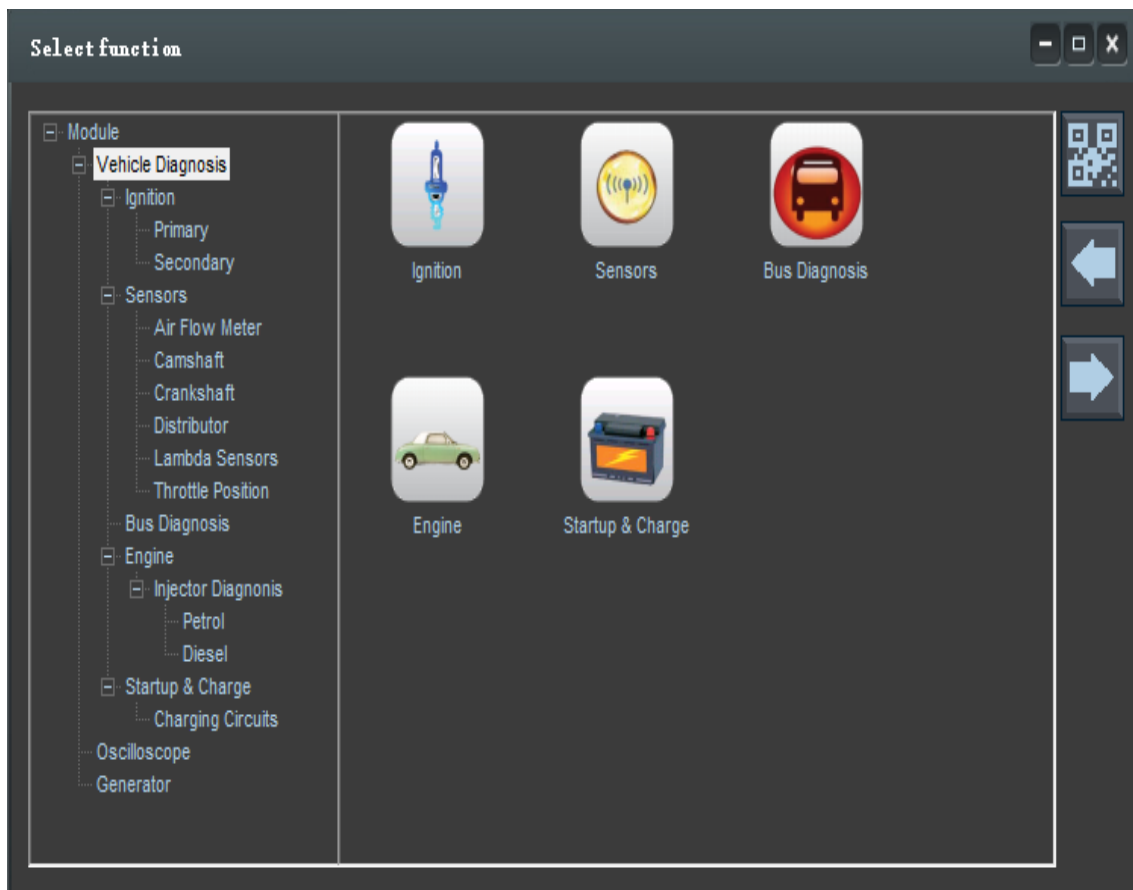 Select function
Module
Vehicle Diagnosis
Ignition
Primary
Secondary
Sensors
Air Flow Meter
Camshaft
Crankshaft
Distributor
Lambda Sensors
Throttle Position
Bus Diagnosis
Engine
Injector Diagnonis
Petrol
Diesel
Startup & Charge
Charging Circuits
Oscilloscope
Generator
Ignition
Sensors
Bus Diagnosis
Engine
Startup & Charge